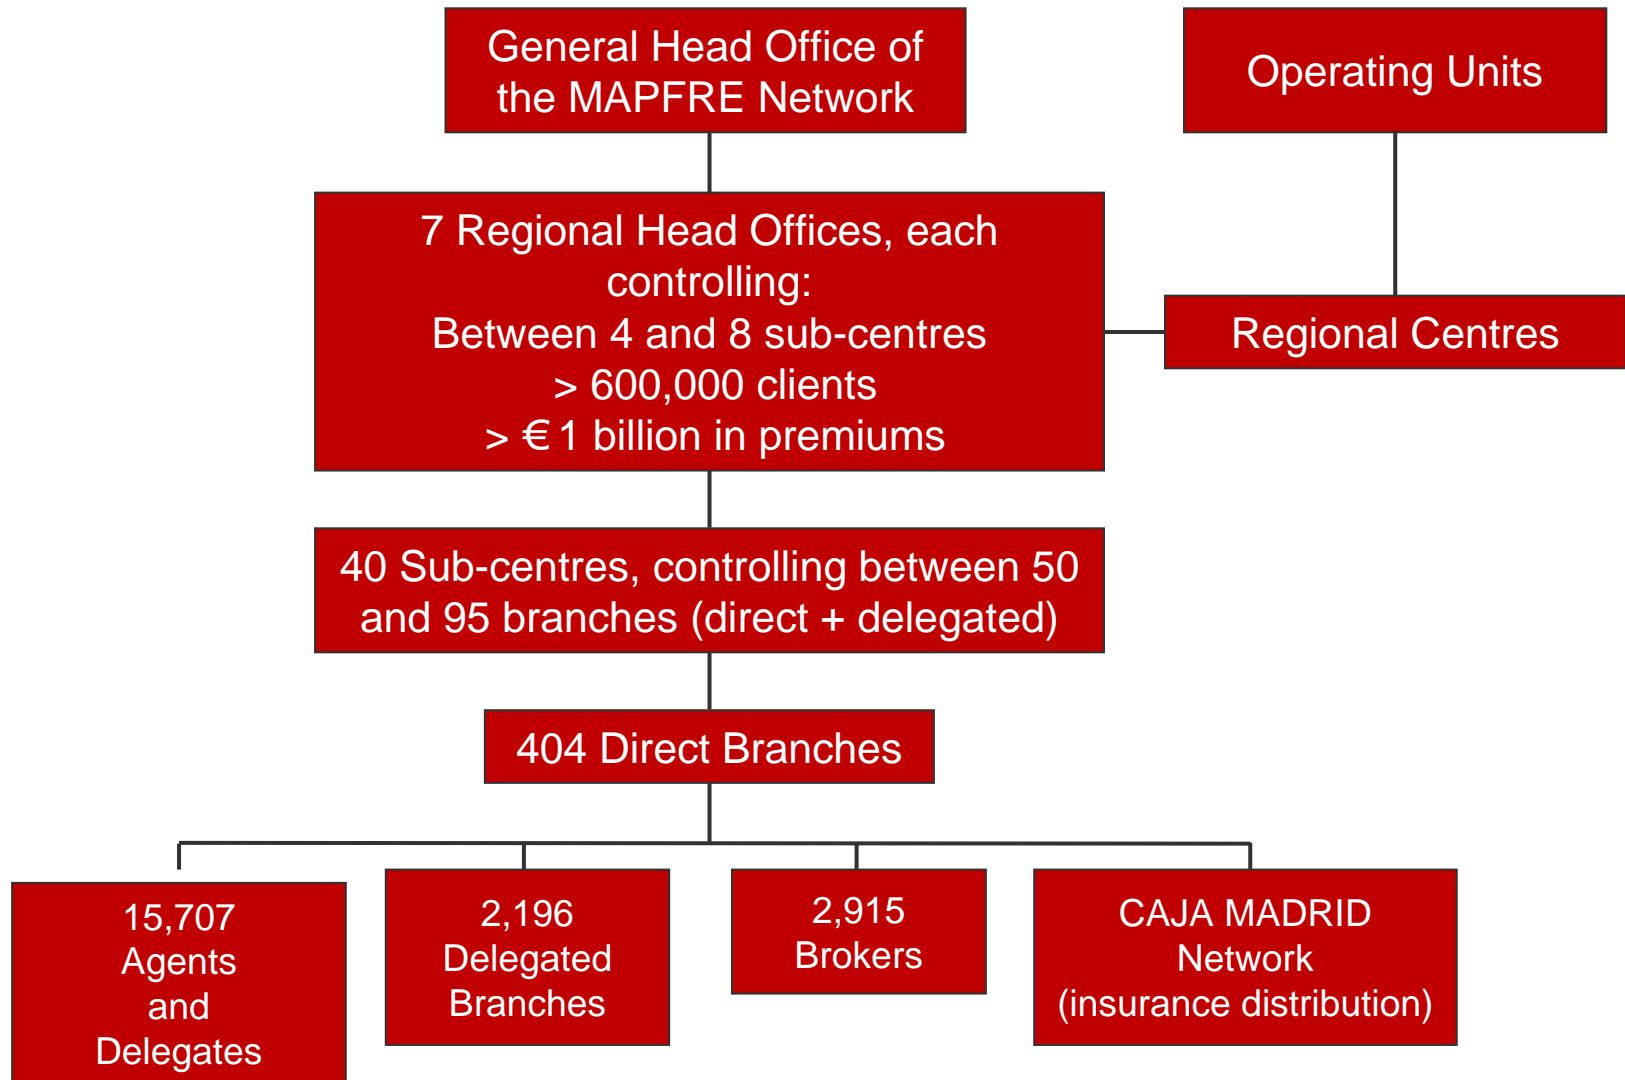 General Head Office of
the MAPFRE Network
Operating Units
7 Regional Head Offices, each
controlling:
Between 4 and 8 sub-centres
> 600,000 clients
> € 1 billion in premiums
Regional Centres
40 Sub-centres, controlling between 50
and 95 branches (direct + delegated)
404 Direct Branches
15,707
Agents
and
Delegates
2,196
Delegated
Branches
2,915
Brokers
CAJA MADRID
Network
(insurance distribution)